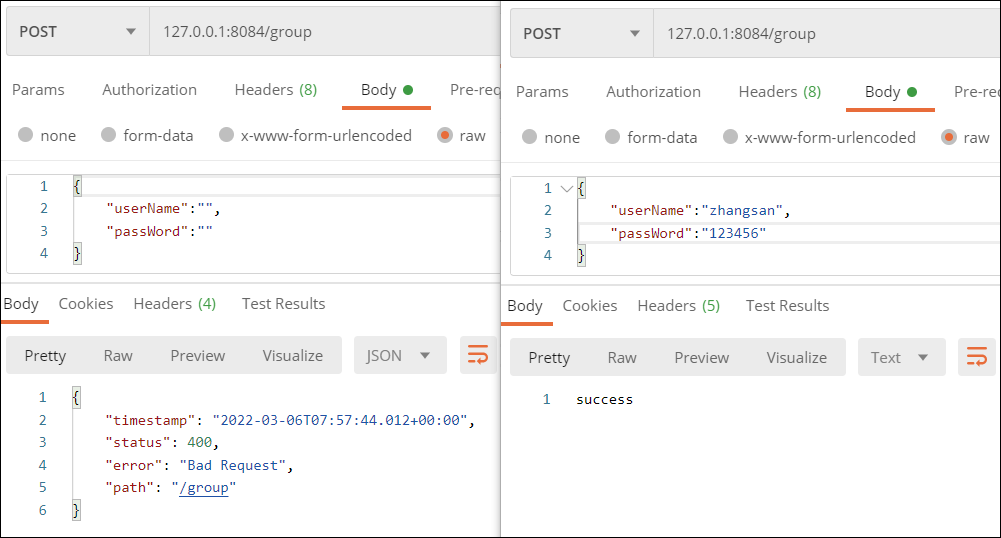 POST 127.0.0.1:8084/group
Params Authorization Headers (8) Body Pre-req
none form-data x-www-form-urlencoded raw
1 {
2 "userName":"",
3 "passWord":""
4 }
Body Cookies Headers (4) Test Results
Pretty Raw Preview Visualize JSON
1 {
2 "timestamp": "2022-03-06T07:57:44.012+00:00",
3 "status": 400,
4 "error": "Bad Request",
5 "path": "/group"
6 }
POST 127.0.0.1:8084/group
Params Authorization Headers (8) Body Pre-rec
none form-data x-www-form-urlencoded raw
1 {
2 "userName":"zhangsan",
3 "passWord":"123456"
4 }
Body Cookies Headers (5) Test Results
Pretty Raw Preview Visualize Text
1 success